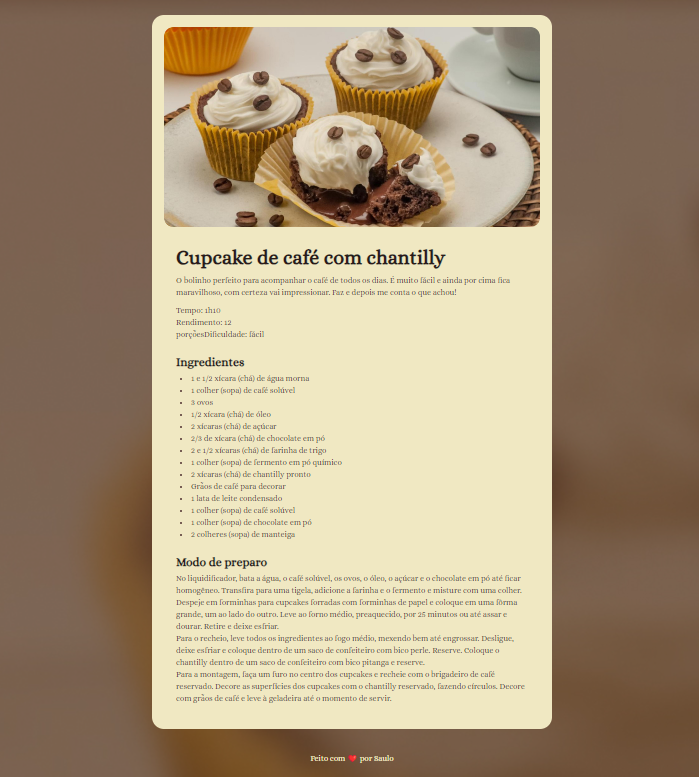 Cupcake de café com chantilly
O bolinho perfeito para acompanhar o café de todos os dias. É muito fácil e ainda por cima fica
maravilhoso, com certeza vai impressionar. Faz e depois me conta o que achou!
Tempo: 1h10
Rendimento: 12
porçõesDificuldade: fácil
Ingredientes
• 1 e 1/2 xícara (chá) de água morna
• 1 colher (sopa) de café solúvel
• 3 ovos
• 1/2 xícara (chá) de óleo
• 2 xícaras (chá) de açúcar
• 2/3 de xícara (chá) de chocolate em pó
• 2 e 1/2 xícaras (chá) de farinha de trigo
• 1 colher (sopa) de fermento em pó químico
• 2 xícaras (chá) de chantilly pronto
• Grãos de café para decorar
• 1 lata de leite condensado
• 1 colher (sopa) de café solúvel
• 1 colher (sopa) de chocolate em pó
• 2 colheres (sopa) de manteiga
Modo de preparo
No liquidificador, bata a água, o café solúvel, os ovos, o óleo, o açúcar e o chocolate em pó até ficar
homogêneo. Transfira para uma tigela, adicione a farinha e o fermento e misture com uma colher.
Despeje em forminhas para cupcakes forradas com forminhas de papel e coloque em uma fôrma
grande, um ao lado do outro. Leve ao forno médio, preaquecido, por 25 minutos ou até assar e
dourar. Retire e deixe esfriar.
Para o recheio, leve todos os ingredientes ao fogo médio, mexendo bem até engrossar. Desligue,
deixe esfriar e coloque dentro de um saco de confeiteiro com bico perle. Reserve. Coloque o
chantilly dentro de um saco de confeiteiro com bico pitanga e reserve.
Para a montagem, faça um furo no centro dos cupcakes e recheie com o brigadeiro de café
reservado. Decore as superfícies dos cupcakes com o chantilly reservado, fazendo círculos. Decore
com grãos de café e leve à geladeira até o momento de servir.
Feito com ❤️ por Saulo